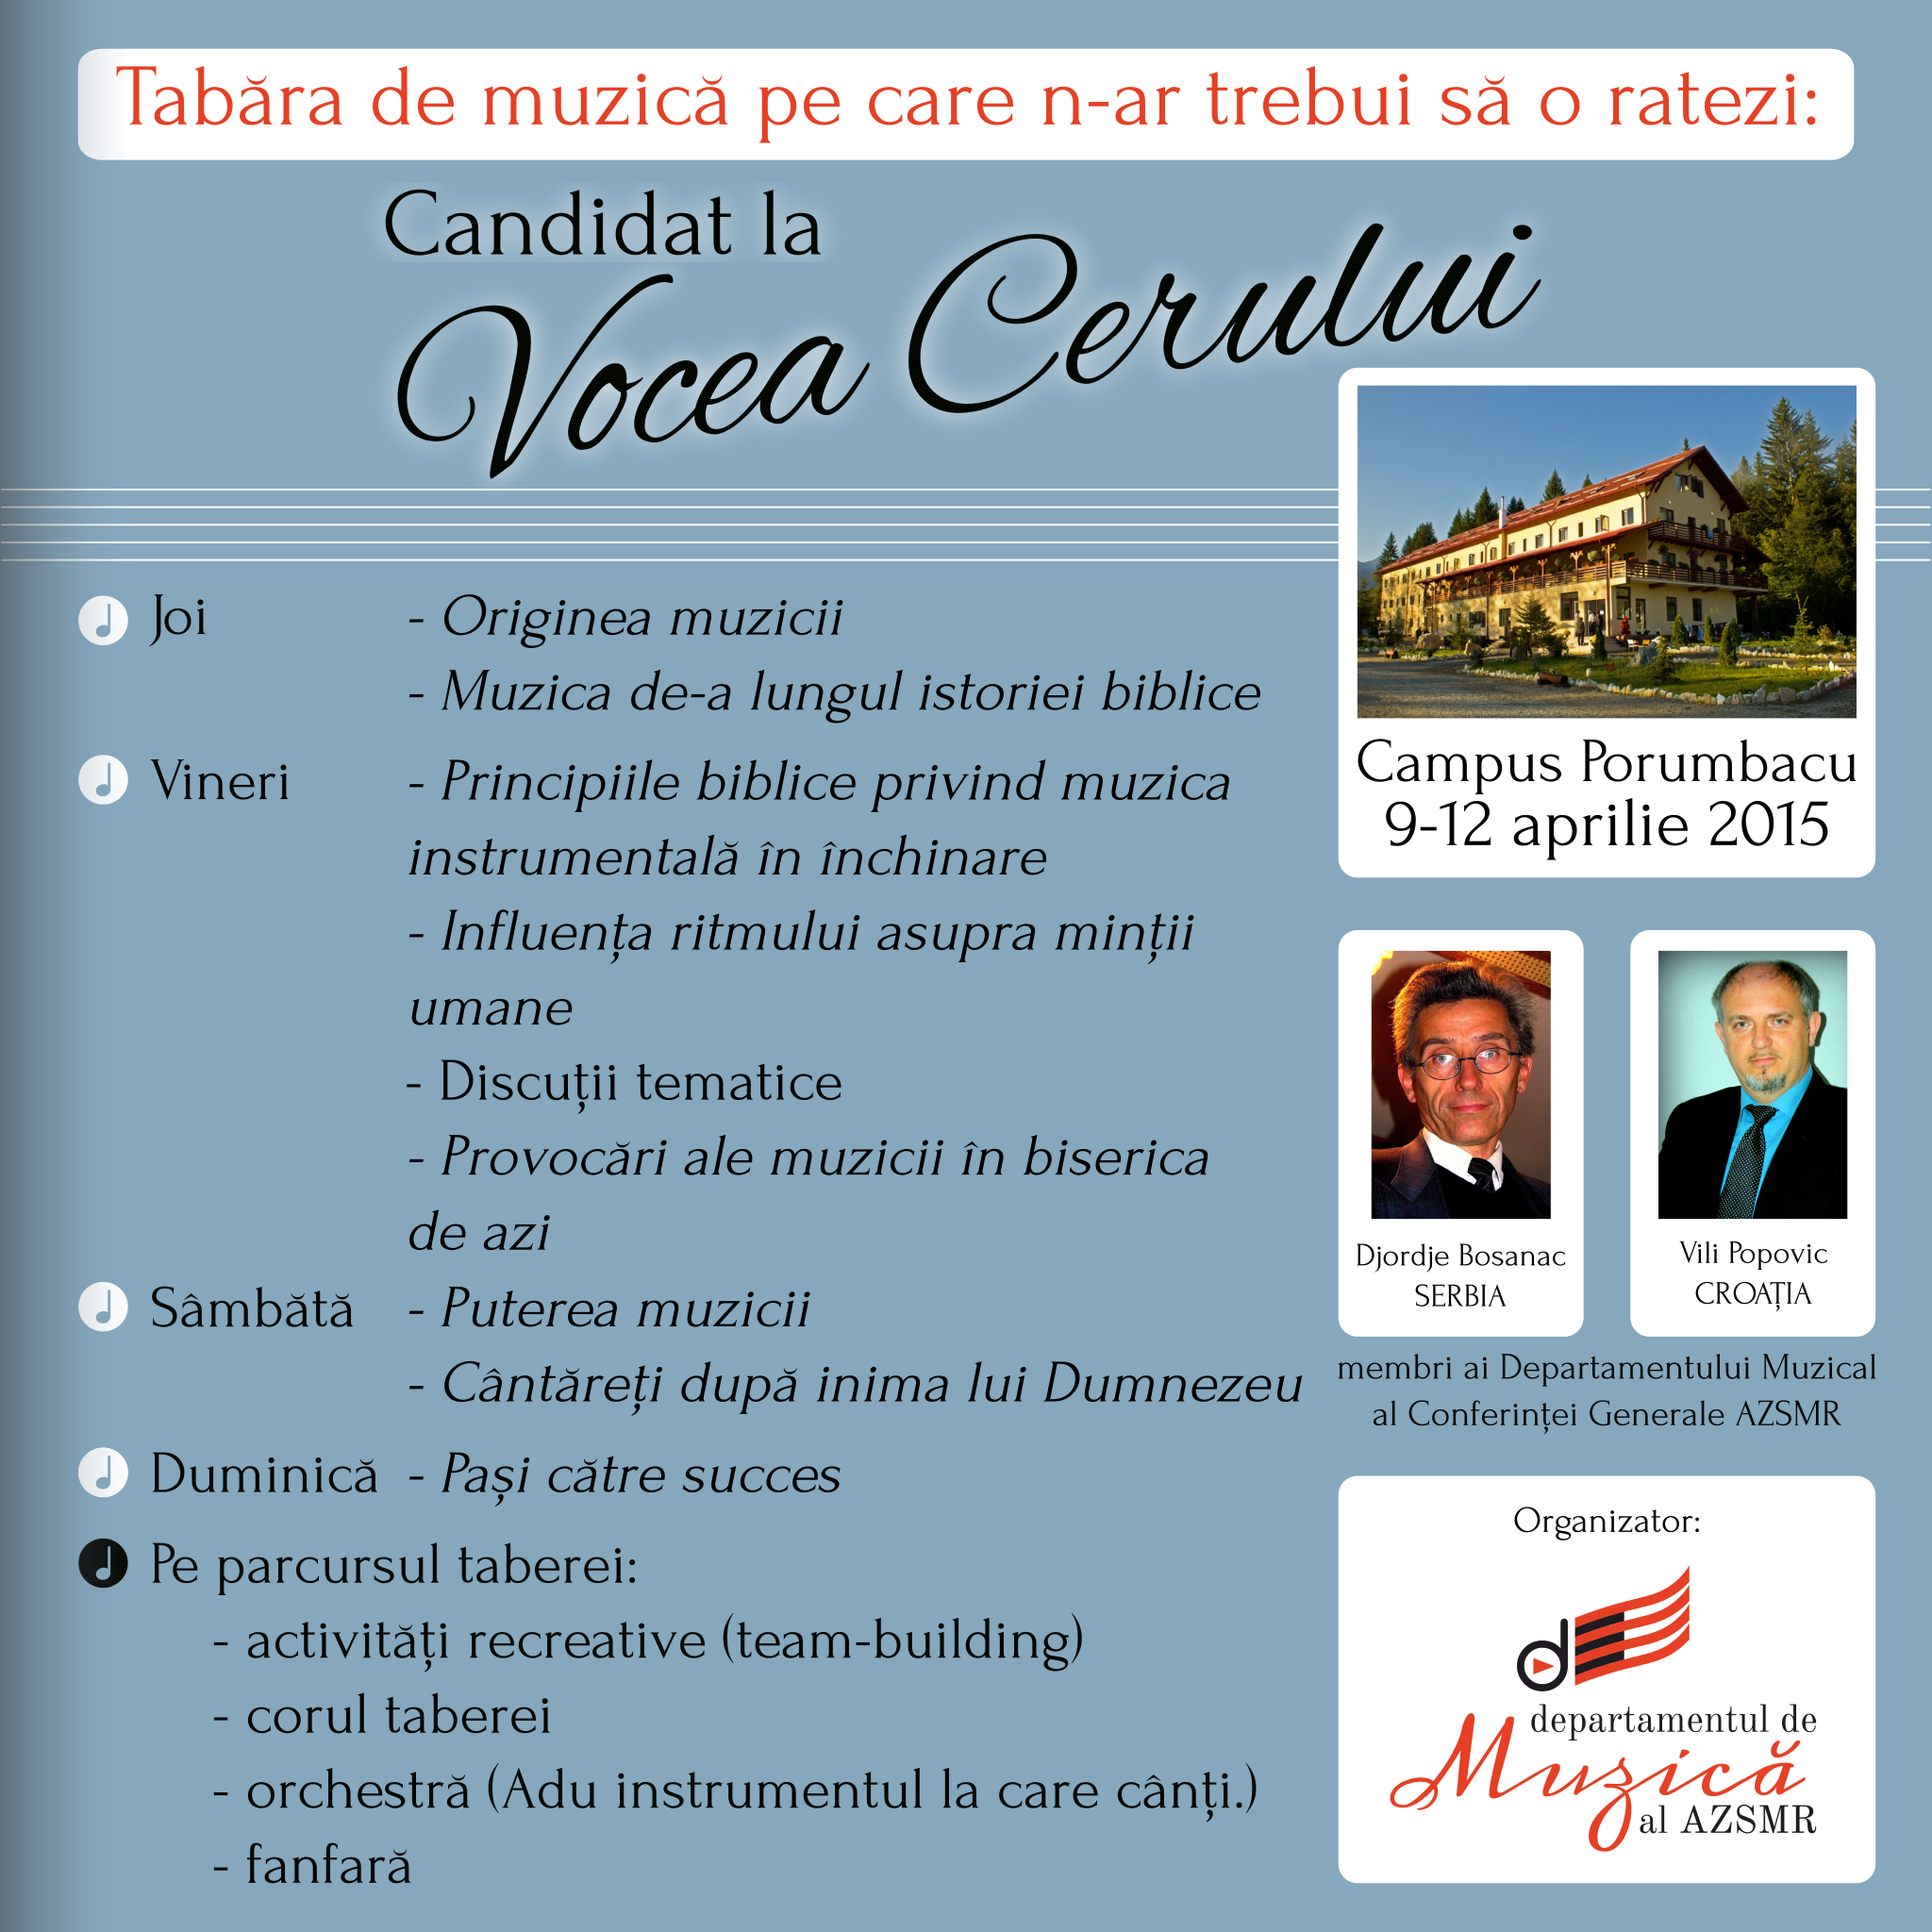 Tabăra de muzică pe care n-ar trebui să o ratezi:
Candidat la
Vocea Cerului
Joi - Originea muzicii
- Muzica de-a lungul istoriei biblice
Vineri - Principiile biblice privind muzica
instrumentală în închinare
- Influența ritmului asupra minții
umane
- Discuții tematice
- Provocări ale muzicii în biserica
de azi
Sâmbătă - Puterea muzicii
- Cântăreți după inima lui Dumnezeu
Duminică - Pași către succes
Pe parcursul taberei:
- activități recreative (team-building)
- corul taberei
- orchestră (Adu instrumentul la care cânți.)
- fanfară
Campus Porumbacu
9-12 aprilie 2015
Djordje Bosanac
SERBIA
Vili Popovic
CROAȚIA
membri ai Departamentului Muzical
al Conferinței Generale AZSMR
Organizator:
departamentul de
Muzică
al AZSMR